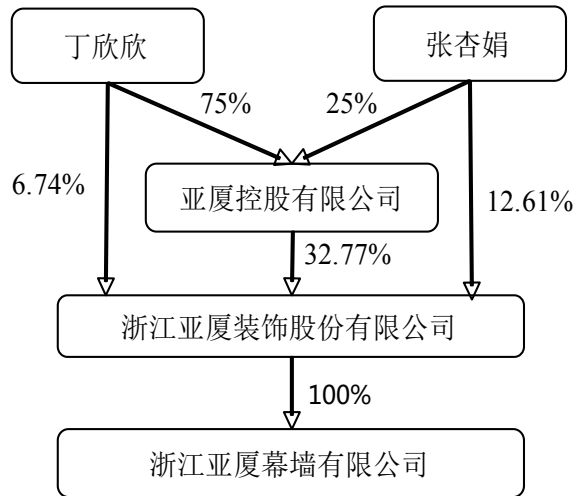 丁欣欣
张杏娟
75%
25%
6.74%
亚厦控股有限公司
12.61%
32.77%
浙江亚厦装饰股份有限公司
100%
浙江亚厦幕墙有限公司